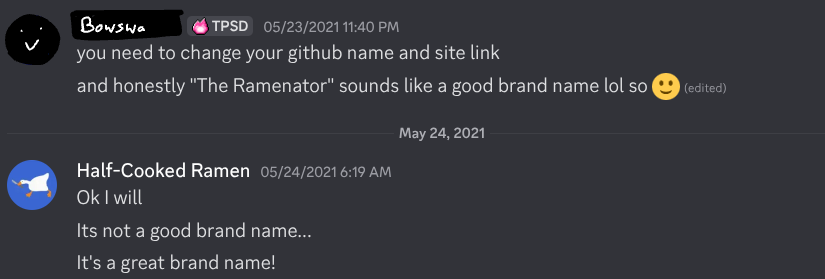 Bowswa TPSD 05/23/2021 11:40 PM
you need to change your github name and site link
and honestly "The Ramenator" sounds like a good brand name lol so 🙂 (edited)
May 24, 2021
Half-Cooked Ramen 05/24/2021 6:19 AM
Ok I will
Its not a good brand name...
It's a great brand name!